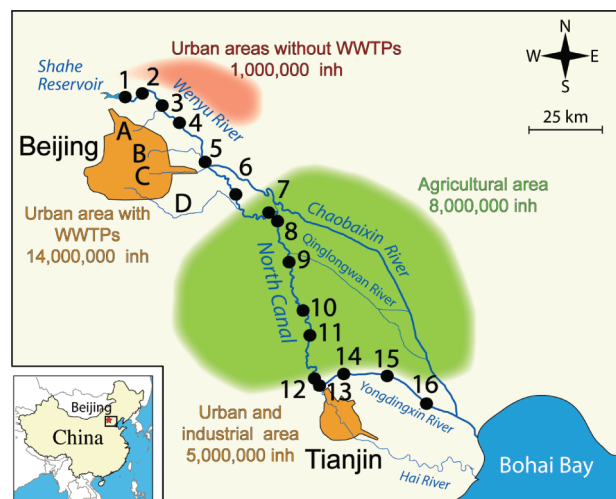 Urban areas without WWTPs
1,000,000 inh
N
W
E
S
25 km
Shahe
Reservoir
1
2
3
4
5
6
7
8
9
10
11
12
13
14
15
16
Wenyu River
Beijing
A
B
C
D
Urban area with
WWTPs
14,000,000 inh
Agricultural area
8,000,000 inh
Chaobaixin River
Qinglongwan River
North Canal
Yongdingxin River
Urban and
industrial area
5,000,000 inh
Tianjin
Hai River
Bohai Bay
Beijing
China